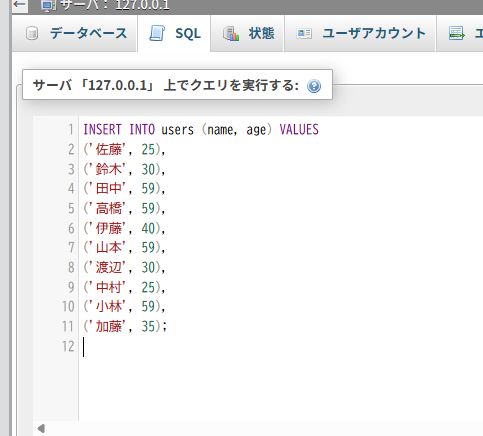 サーバ: 127.0.0.1
データベース SQL 状態 ユーザアカウント
サーバ 「127.0.0.1」 上でクエリを実行する:
1 INSERT INTO users (name, age) VALUES
2 ('佐藤', 25),
3 ('鈴木', 30),
4 ('田中', 59),
5 ('高橋', 59),
6 ('伊藤', 40),
7 ('山本', 59),
8 ('渡辺', 30),
9 ('中村', 25),
10 ('小林', 59),
11 ('加藤', 35);
12